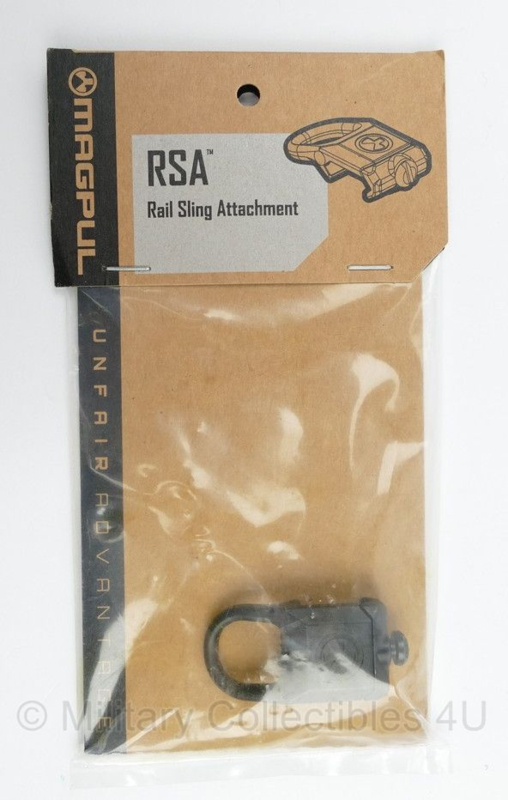 MAGPUL
RSA™
Rail Sling Attachment
UNFAIR ADVANTAGE
© Military Collectibles 4U